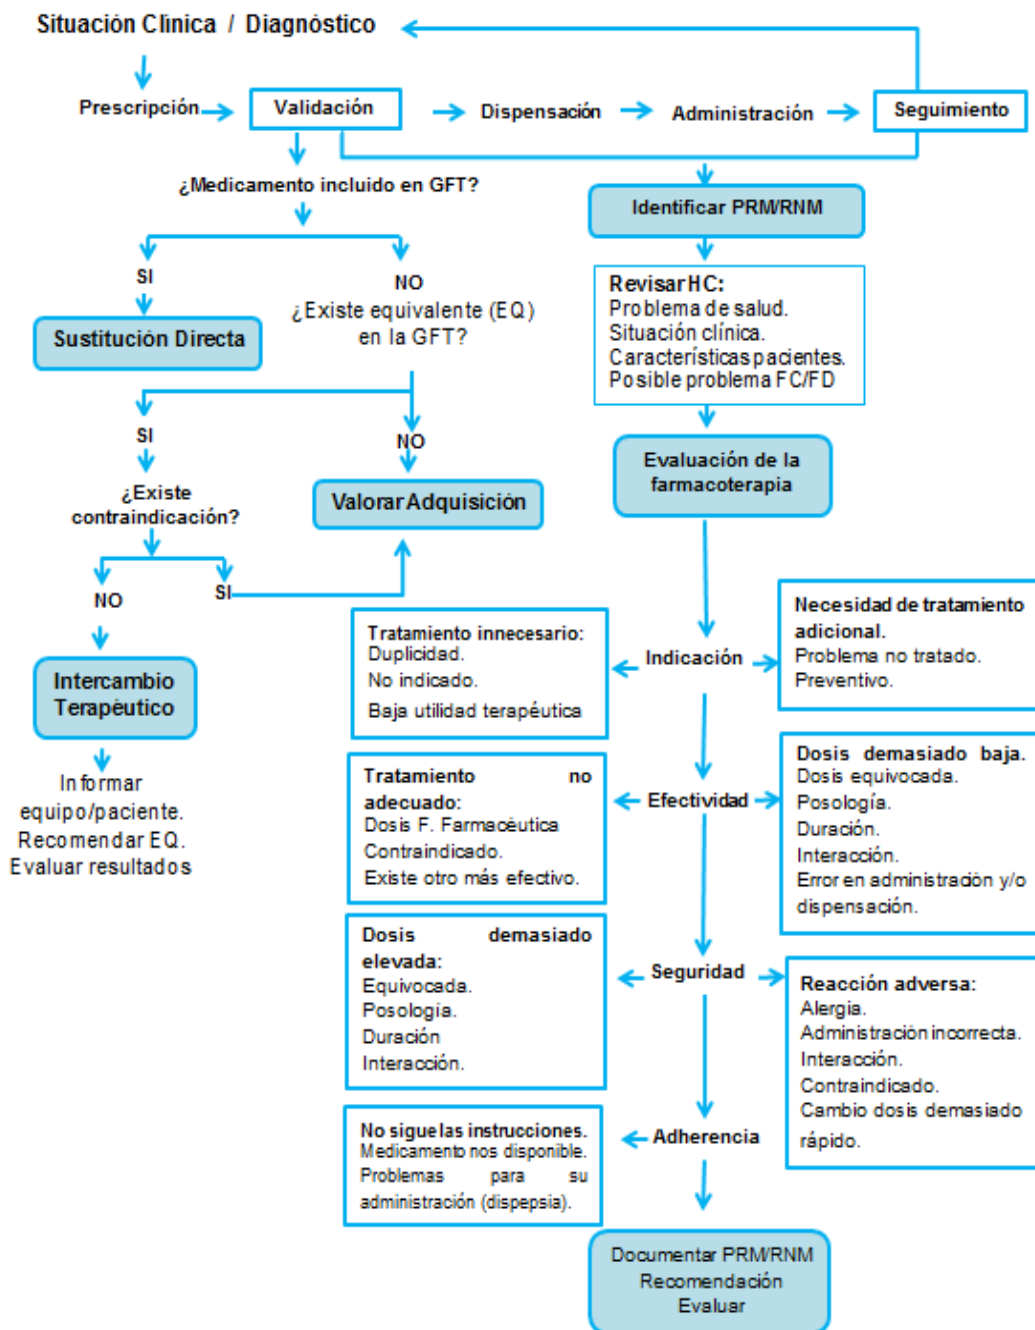 Situación Clínica / Diagnóstico
Prescripción
Validación
Dispensación
Administración
Seguimiento
¿Medicamento incluido en GFT?
SI
NO
¿Existe equivalente (EQ)
en la GFT?
Sustitución Directa
SI
NO
¿Existe
contraindicación?
Valorar Adquisición
NO
SI
Intercambio
Terapéutico
Informar
equipo/paciente.
Recomendar EQ.
Evaluar resultados
Identificar PRM/RNM
Revisar HC:
Problema de salud.
Situación clínica.
Características pacientes.
Posible problema FC/FD
Evaluación de la
farmacoterapia
Indicación
Tratamiento innecesario:
Duplicidad.
No indicado.
Baja utilidad terapéutica
Necesidad de tratamiento
adicional.
Problema no tratado.
Preventivo.
Efectividad
Tratamiento no
adecuado:
Dosis F. Farmacéutica
Contraindicado.
Existe otro más efectivo.
Dosis demasiado baja.
Dosis equivocada.
Posología.
Duración.
Interacción.
Error en administración y/o
dispensación.
Seguridad
Dosis demasiado
elevada:
Equivocada.
Posología.
Duración
Interacción.
Reacción adversa:
Alergia.
Administración incorrecta.
Interacción.
Contraindicado.
Cambio dosis demasiado
rápido.
Adherencia
No sigue las instrucciones.
Medicamento nos disponible.
Problemas para su
administración (dispepsia).
Documentar PRM/RNM
Recomendación
Evaluar